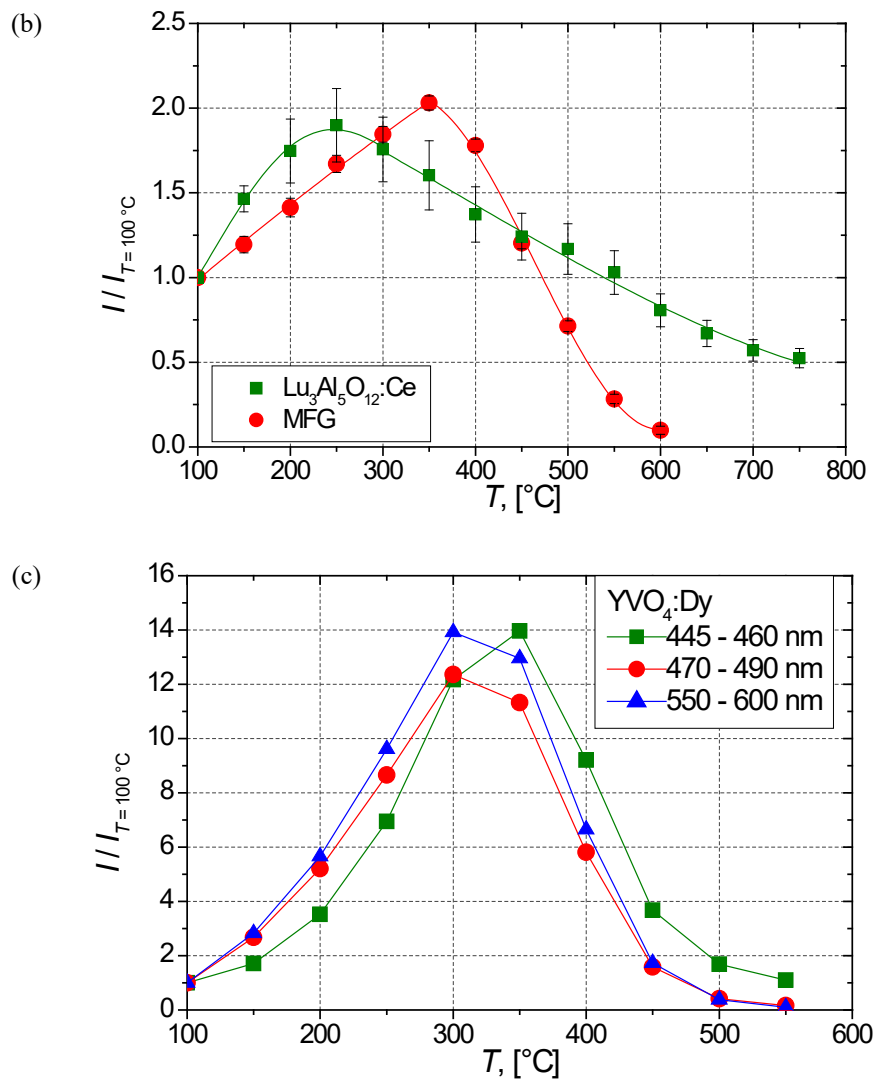 (b)
2.5
2.0
1.5
1.0
0.5
0.0
I / I T = 100 °C
Lu3Al5O12:Ce
MFG
100 200 300 400 500 600 700 800
T, [°C]
(c)
16
14
12
10
8
6
4
2
0
I / I T = 100 °C
YVO4:Dy
445 - 460 nm
470 - 490 nm
550 - 600 nm
100 200 300 400 500 600
T, [°C]